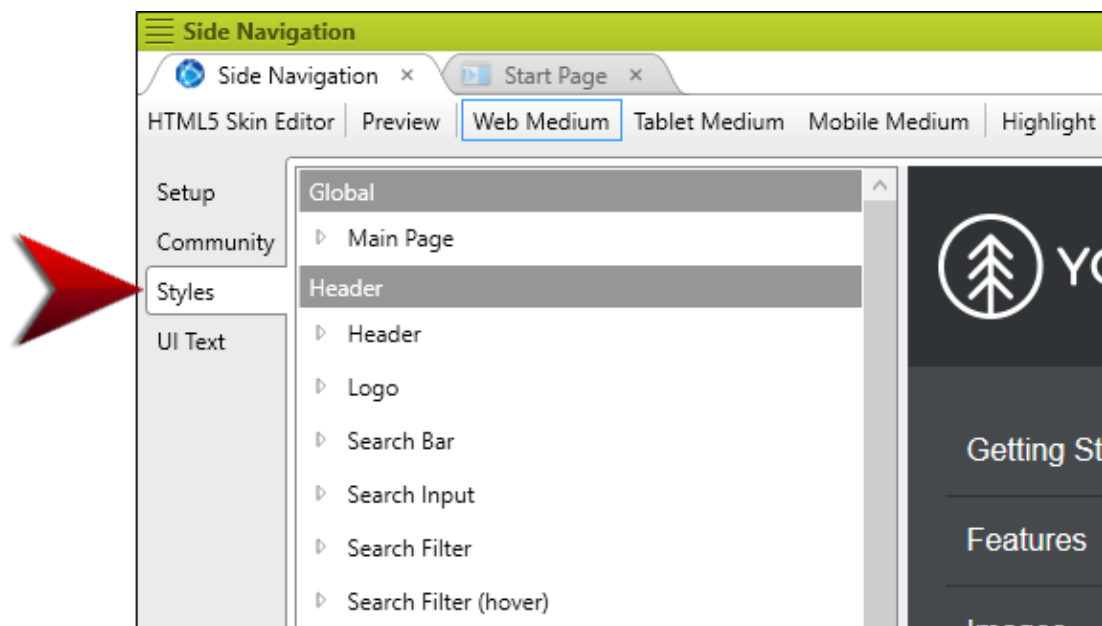 Side Navigation
Side Navigation × Start Page ×
HTML5 Skin Editor Preview Web Medium Tablet Medium Mobile Medium Highlight
Setup
Community
Styles
UI Text
Global
Main Page
Header
Header
Logo
Search Bar
Search Input
Search Filter
Search Filter (hover)
YO
Getting St
Features
Images